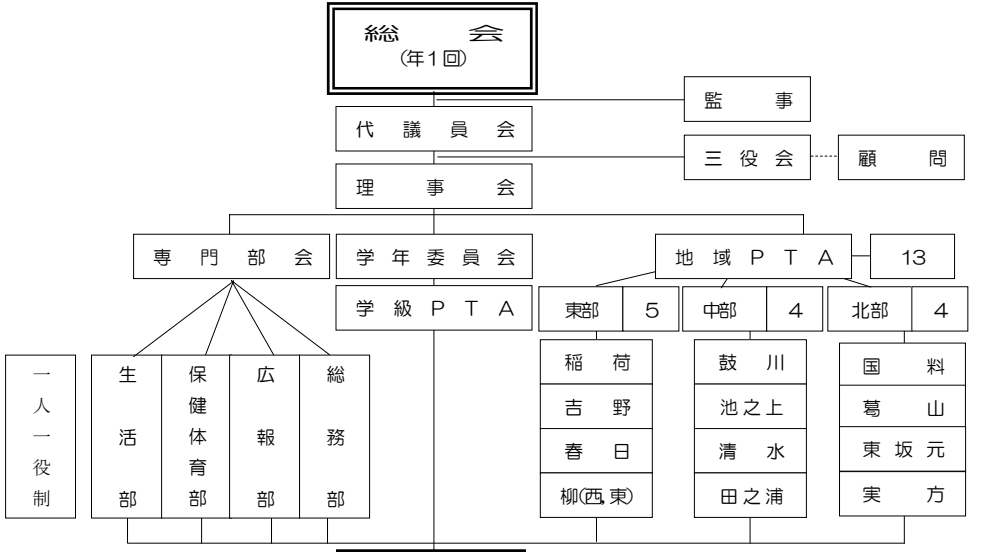 総会
(年1回)
監事
代議員会
三役会
顧問
理事会
専門部会
学年委員会
地域PTA
13
学級PTA
東部
5
中部
4
北部
4
一人一役制
生活部
保健体育部
広報部
総務部
稲荷
吉野
春日
柳(西,東)
鼓川
池之上
清水
田之浦
国料
葛山
東坂元
実方